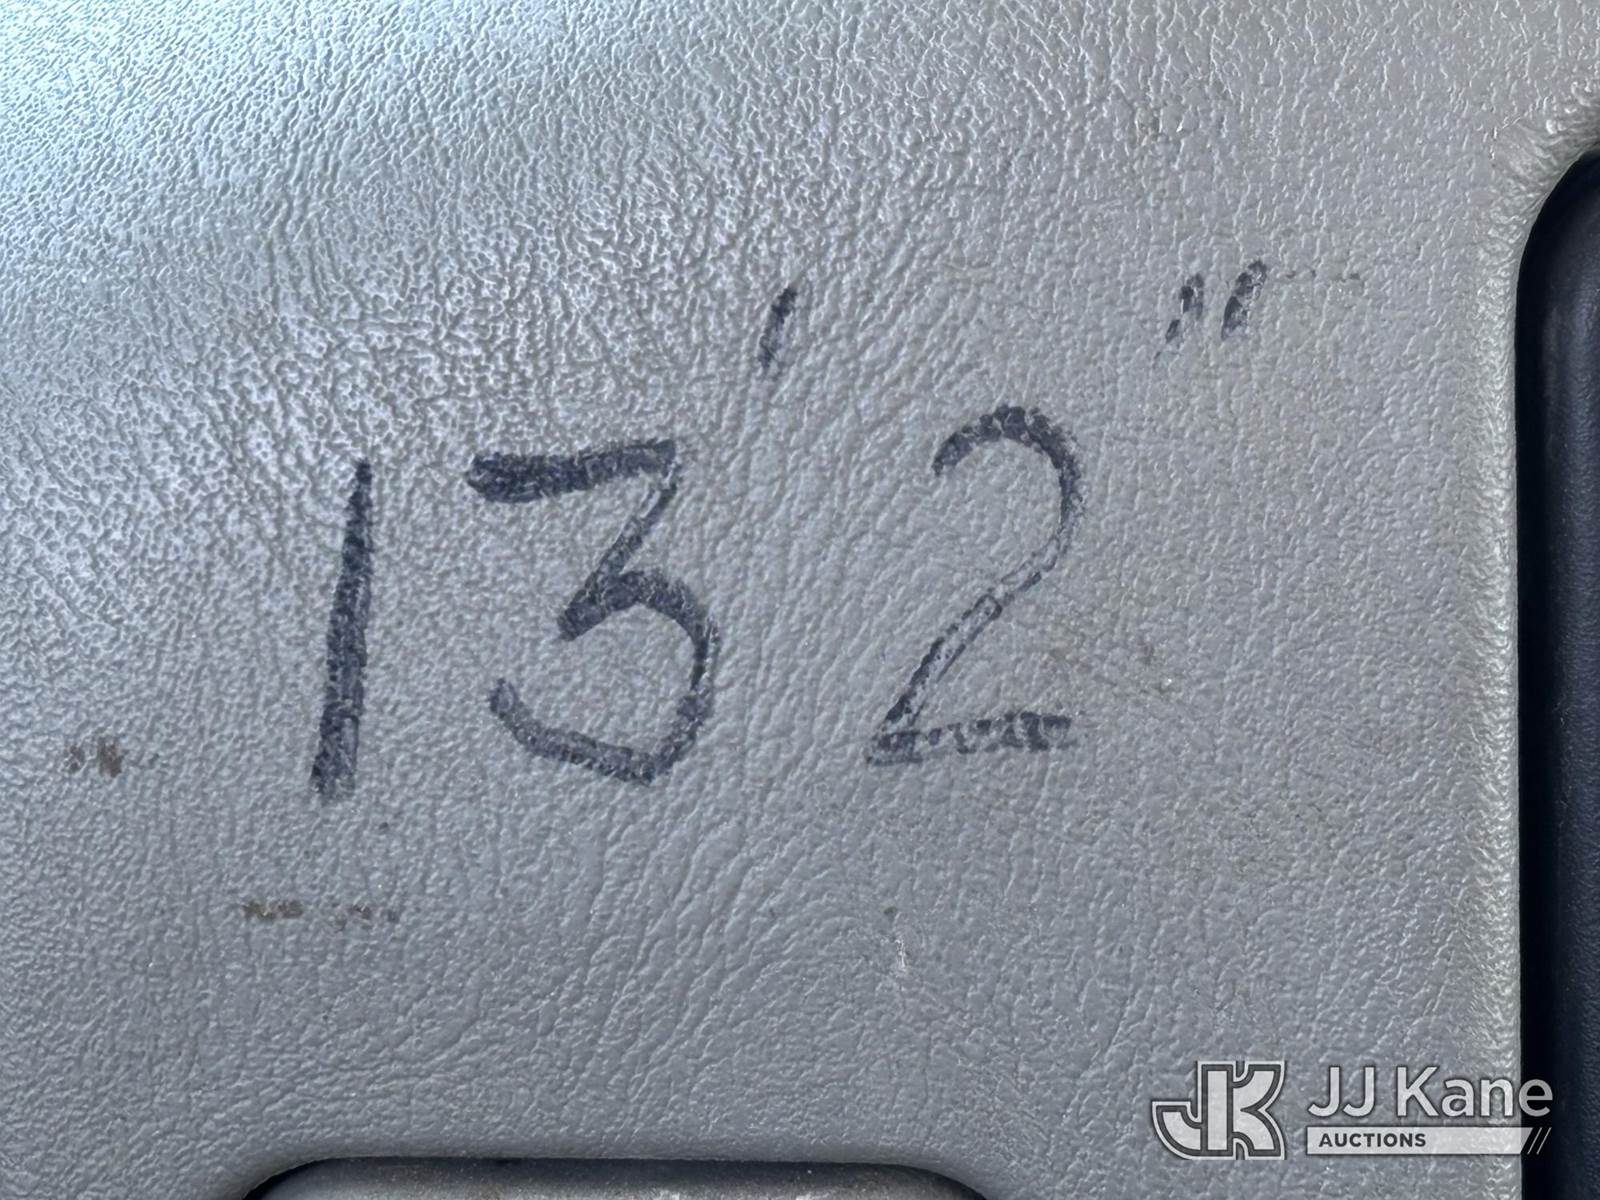 13'2"
JJ Kane
AUCTIONS